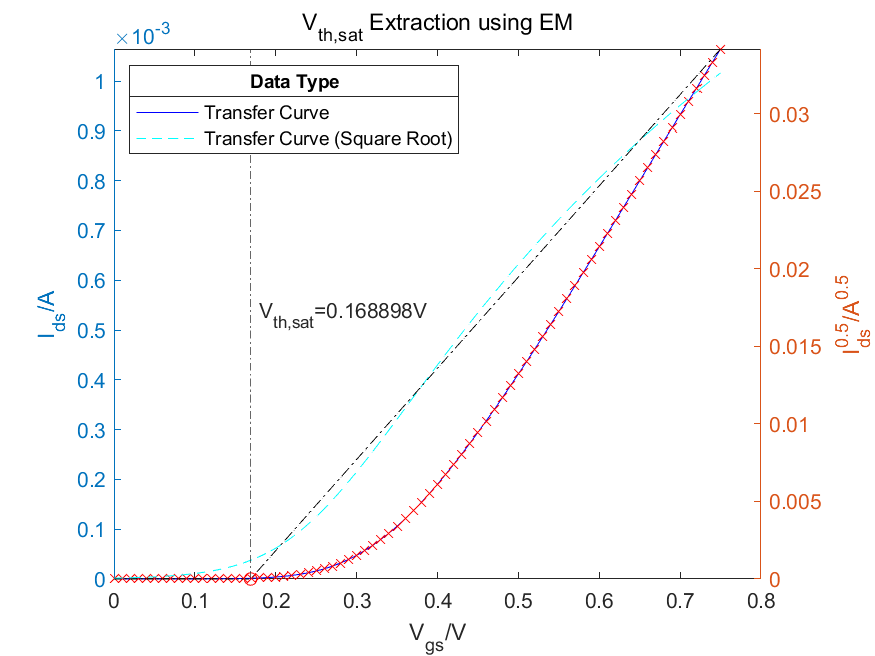 V_th,sat Extraction using EM
×10^-3
Data Type
Transfer Curve
Transfer Curve (Square Root)
1
0.9
0.8
0.7
0.6
0.5
0.4
0.3
0.2
0.1
0
I_ds/A
V_th,sat=0.168898V
0.03
0.025
0.02
0.015
0.01
0.005
0
I_ds^0.5/A^0.5
0 0.1 0.2 0.3 0.4 0.5 0.6 0.7 0.8
V_gs/V